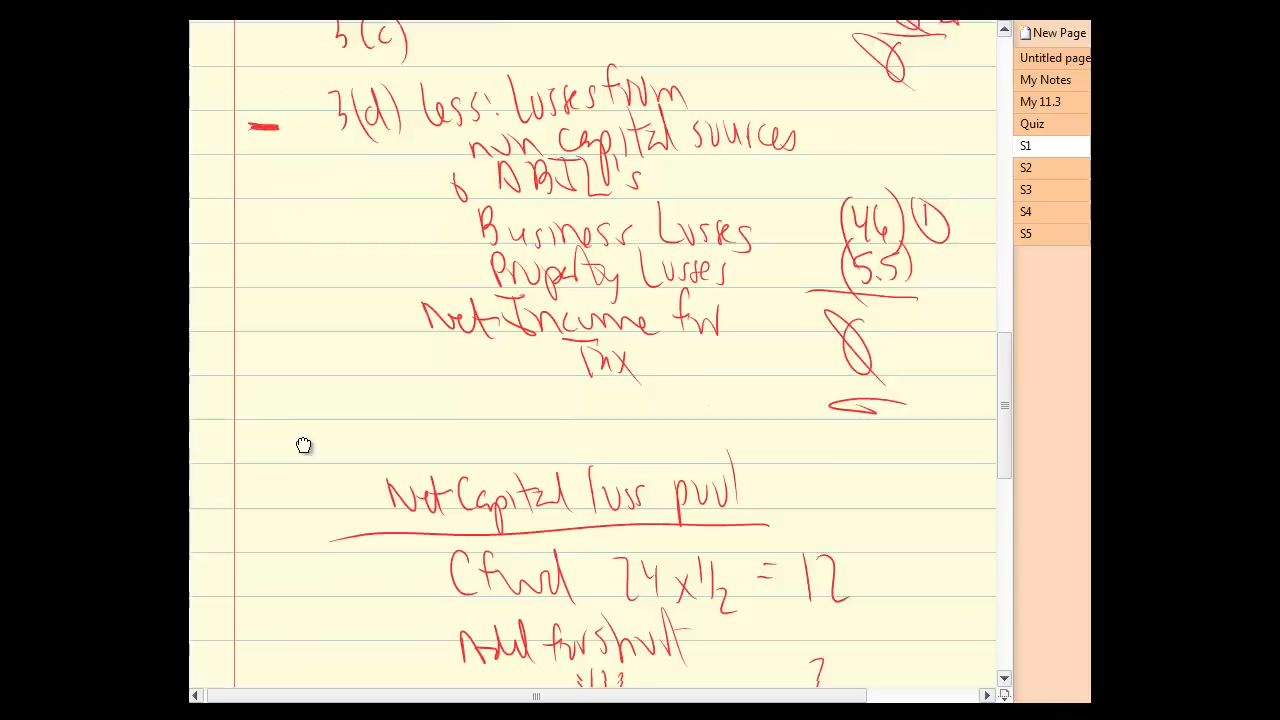 3(c)
3(d) less: Losses from
non capital sources
ABIL's
Business Losses (46) 1
Property Losses (5.5)
Net Income for
Tax
Net Capital loss pool
Cfwd 24 x 1/2 = 12
Add
New Page
Untitled page
My Notes
My 11.3
Quiz
S1
S2
S3
S4
S5